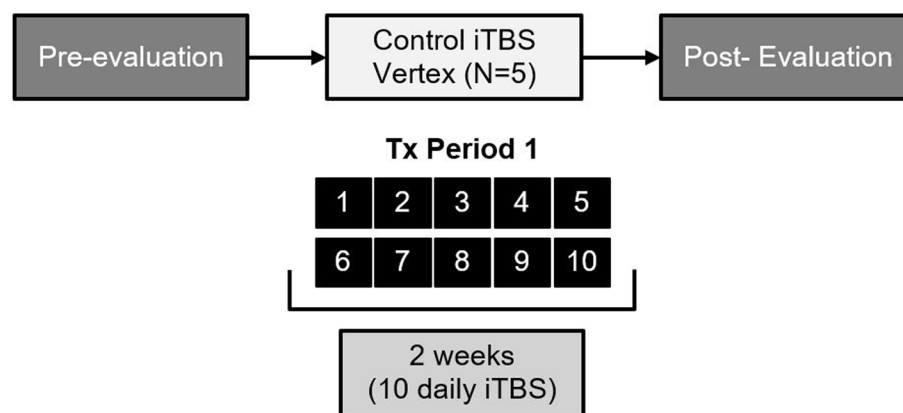 Pre-evaluation
Control iTBS
Vertex (N=5)
Post- Evaluation
Tx Period 1
1 2 3 4 5
6 7 8 9 10
2 weeks
(10 daily iTBS)